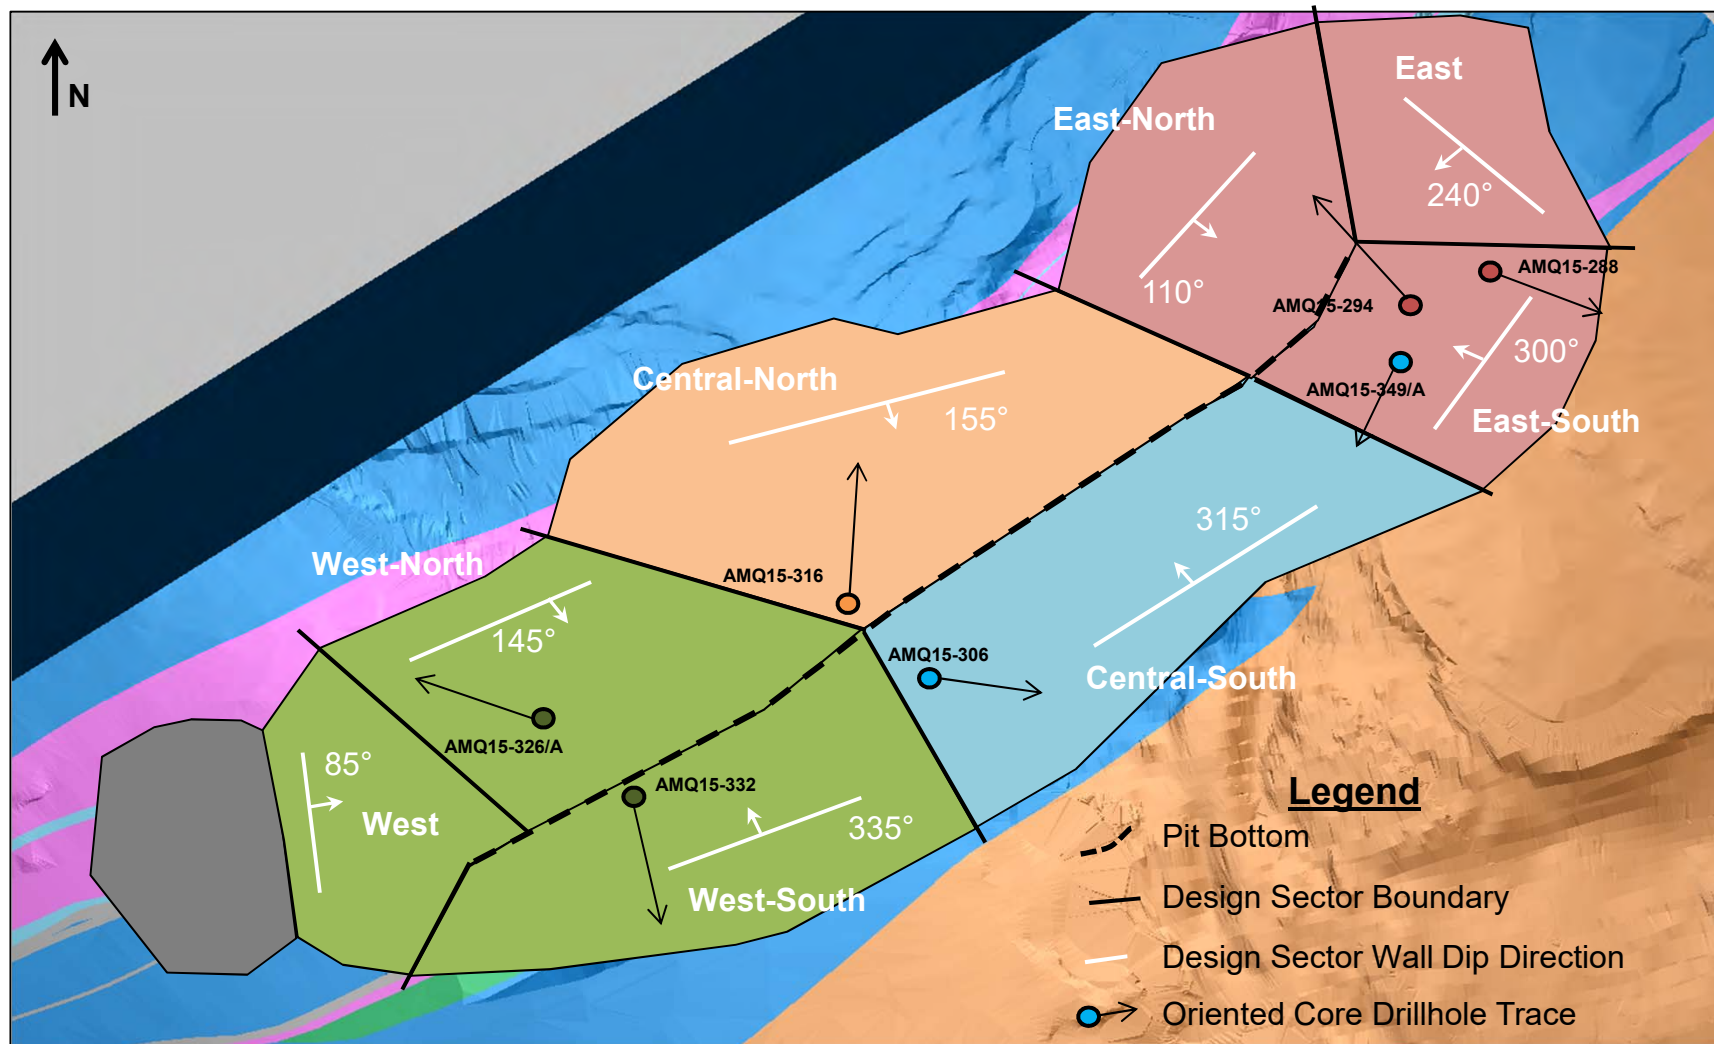 N
East
East-North
240°
110°
AMQ15-288
AMQ15-294
300°
AMQ15-349/A
East-South
Central-North
155°
315°
West-North
AMQ15-316
145°
AMQ15-306
Central-South
AMQ15-326/A
85°
AMQ15-332
West
335°
West-South
Legend
Pit Bottom
Design Sector Boundary
Design Sector Wall Dip Direction
Oriented Core Drillhole Trace